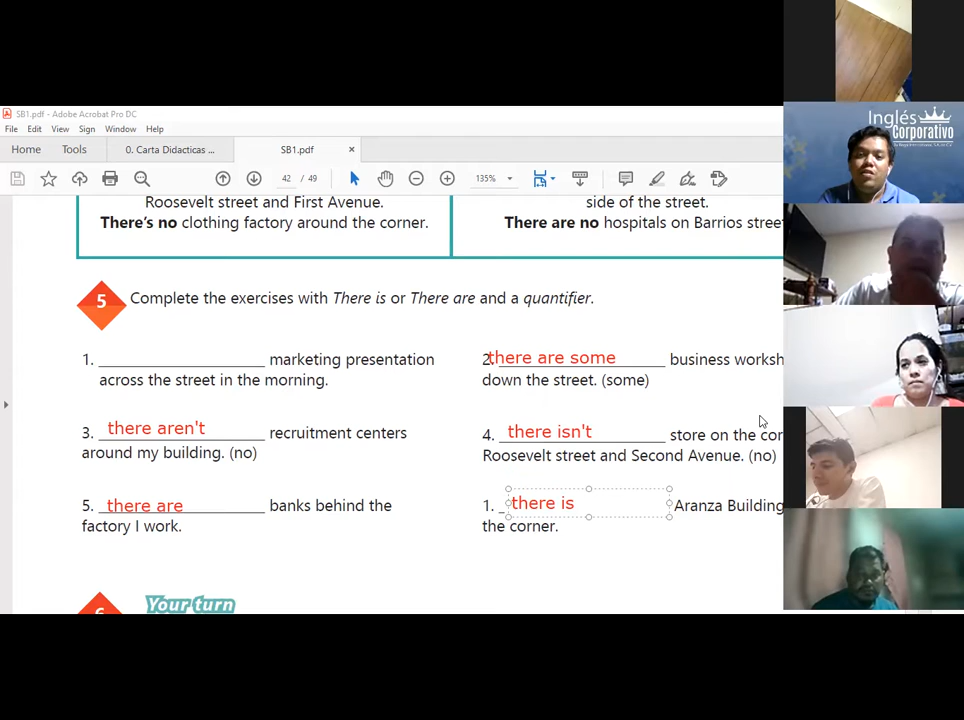 Inglés
Corporativo
SB1.pdf - Adobe Acrobat Pro DC
File Edit View Sign Window Help
Home Tools 0. Carta Didacticas ... SB1.pdf ×
42 / 49 135%
Roosevelt street and First Avenue.
side of the street.
There's no clothing factory around the corner.
There are no hospitals on Barrios stree
5 Complete the exercises with There is or There are and a quantifier.
1. ____________ marketing presentation
across the street in the morning.
2. there are some business worksh
down the street. (some)
3. there aren't recruitment centers
around my building. (no)
4. there isn't store on the cor
Roosevelt street and Second Avenue. (no)
5. there are banks behind the
factory I work.
1. _ there is Aranza Building
the corner.
6 Your turn